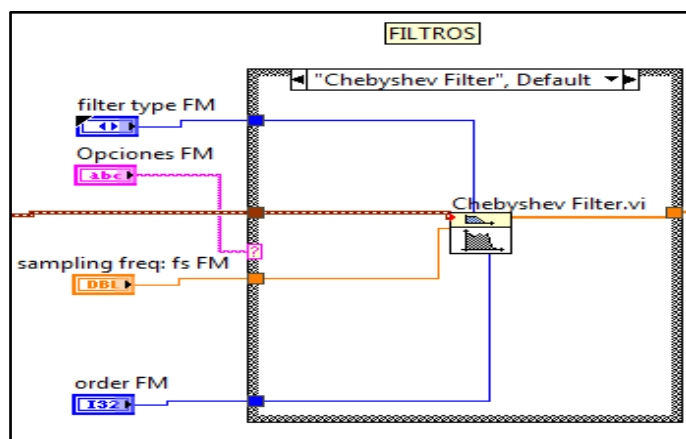 FILTROS
"Chebyshev Filter", Default
filter type FM
Opciones FM
abc
Chebyshev Filter.vi
?
sampling freq: fs FM
DBL
order FM
I32